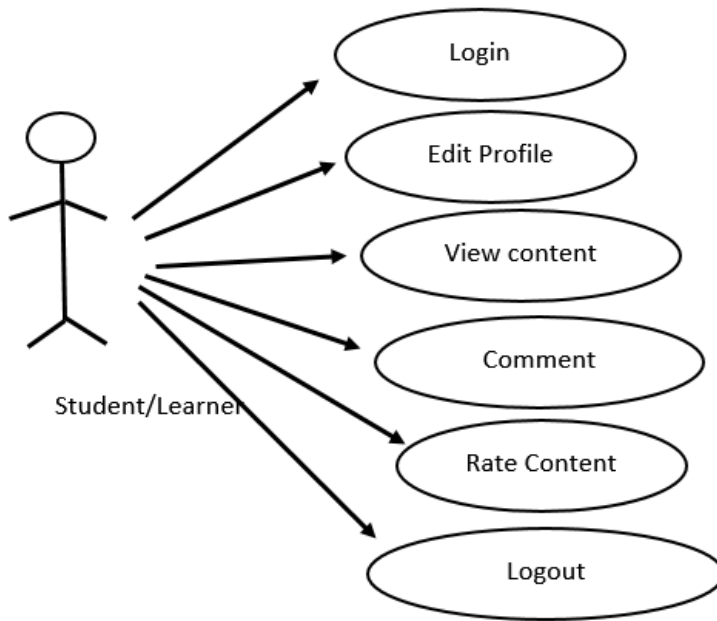 Login
Edit Profile
View content
Comment
Student/Learner
Rate Content
Logout